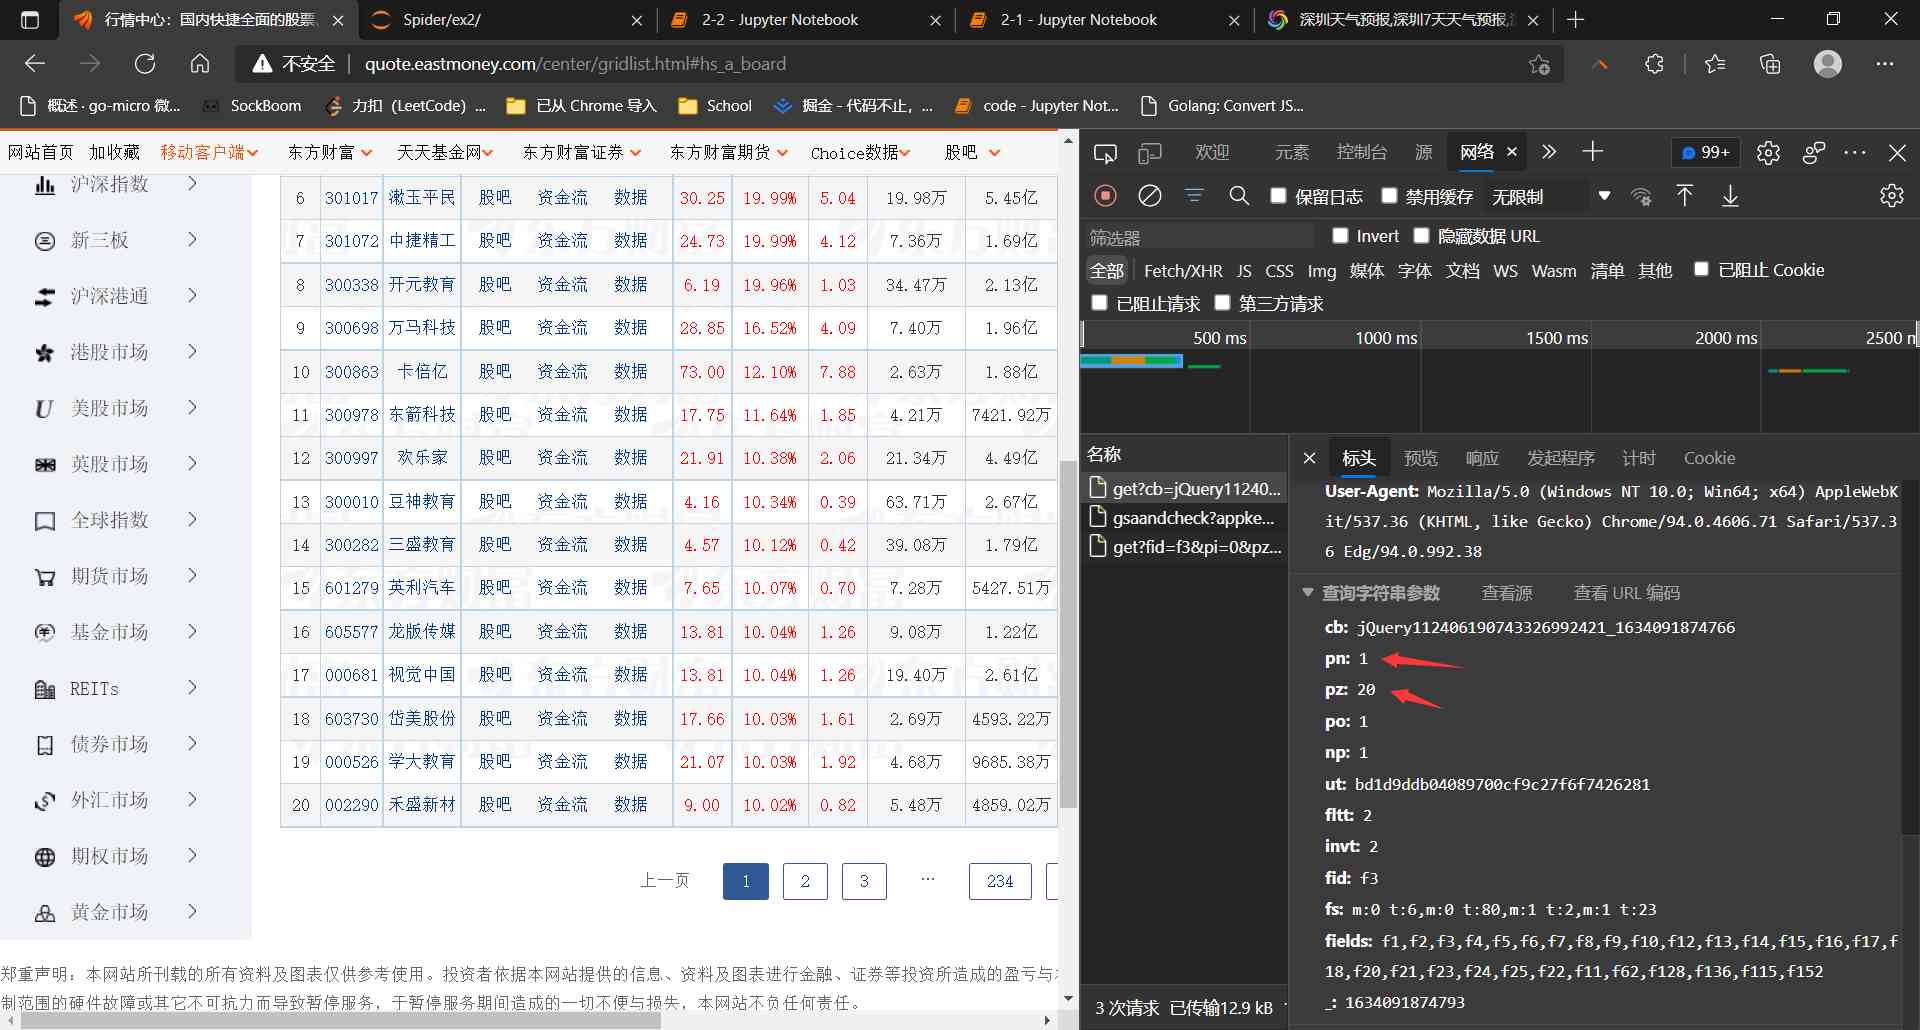 行情中心：国内快捷全面的股票
Spider/ex2/
2-2 - Jupyter Notebook
2-1 - Jupyter Notebook
深圳天气预报,深圳7天天气预报,
不安全
quote.eastmoney.com/center/gridlist.html#hs_a_board
概述 · go-micro 微...
SockBoom
力扣（LeetCode）...
已从 Chrome 导入
School
掘金 - 代码不止，...
code - Jupyter Not...
Golang: Convert JS...
网站首页 加收藏 移动客户端 东方财富 天天基金网 东方财富证券 东方财富期货 Choice数据 股吧
沪深指数
新三板
沪深港通
港股市场
美股市场
英股市场
全球指数
期货市场
基金市场
REITs
债券市场
外汇市场
期权市场
黄金市场
6 301017 漱玉平民 股吧 资金流 数据 30.25 19.99% 5.04 19.98万 5.45亿
7 301072 中捷精工 股吧 资金流 数据 24.73 19.99% 4.12 7.36万 1.69亿
8 300338 开元教育 股吧 资金流 数据 6.19 19.96% 1.03 34.47万 2.13亿
9 300698 万马科技 股吧 资金流 数据 28.85 16.52% 4.09 7.40万 1.96亿
10 300863 卡倍亿 股吧 资金流 数据 73.00 12.10% 7.88 2.63万 1.88亿
11 300978 东箭科技 股吧 资金流 数据 17.75 11.64% 1.85 4.21万 7421.92万
12 300997 欢乐家 股吧 资金流 数据 21.91 10.38% 2.06 21.34万 4.49亿
13 300010 豆神教育 股吧 资金流 数据 4.16 10.34% 0.39 63.71万 2.67亿
14 300282 三盛教育 股吧 资金流 数据 4.57 10.12% 0.42 39.08万 1.79亿
15 601279 英利汽车 股吧 资金流 数据 7.65 10.07% 0.70 7.28万 5427.51万
16 605577 龙版传媒 股吧 资金流 数据 13.81 10.04% 1.26 9.08万 1.22亿
17 000681 视觉中国 股吧 资金流 数据 13.81 10.04% 1.26 19.40万 2.61亿
18 603730 岱美股份 股吧 资金流 数据 17.66 10.03% 1.61 2.69万 4593.22万
19 000526 学大教育 股吧 资金流 数据 21.07 10.03% 1.92 4.68万 9685.38万
20 002290 禾盛新材 股吧 资金流 数据 9.00 10.02% 0.82 5.48万 4859.02万
上一页 1 2 3 ... 234
郑重声明：本网站所刊载的所有资料及图表仅供参考使用。投资者依据本网站提供的信息、资料及图表进行金融、证券等投资所造成的盈亏与
制范围的硬件故障或其它不可抗力而导致暂停服务，于暂停服务期间造成的一切不便与损失，本网站不负任何责任。
欢迎 元素 控制台 源 网络 99+
保留日志 禁用缓存 无限制
筛选器 Invert 隐藏数据 URL
全部 Fetch/XHR JS CSS Img 媒体 字体 文档 WS Wasm 清单 其他 已阻止 Cookie
已阻止请求 第三方请求
500 ms 1000 ms 1500 ms 2000 ms 2500 m
名称
get?cb=jQuery11240...
gsaandcheck?appke...
get?fid=f3&pi=0&pz...
标头 预览 响应 发起程序 计时 Cookie
User-Agent: Mozilla/5.0 (Windows NT 10.0; Win64; x64) AppleWebK
it/537.36 (KHTML, like Gecko) Chrome/94.0.4606.71 Safari/537.3
6 Edg/94.0.992.38
查询字符串参数 查看源 查看 URL 编码
cb: jQuery112406190743326992421_1634091874766
pn: 1
pz: 20
po: 1
np: 1
ut: bd1d9ddb04089700cf9c27f6f7426281
fltt: 2
invt: 2
fid: f3
fs: m:0 t:6,m:0 t:80,m:1 t:2,m:1 t:23
fields: f1,f2,f3,f4,f5,f6,f7,f8,f9,f10,f12,f13,f14,f15,f16,f17,f
18,f20,f21,f23,f24,f25,f22,f11,f62,f128,f136,f115,f152
_: 1634091874793
3 次请求 已传输12.9 kB